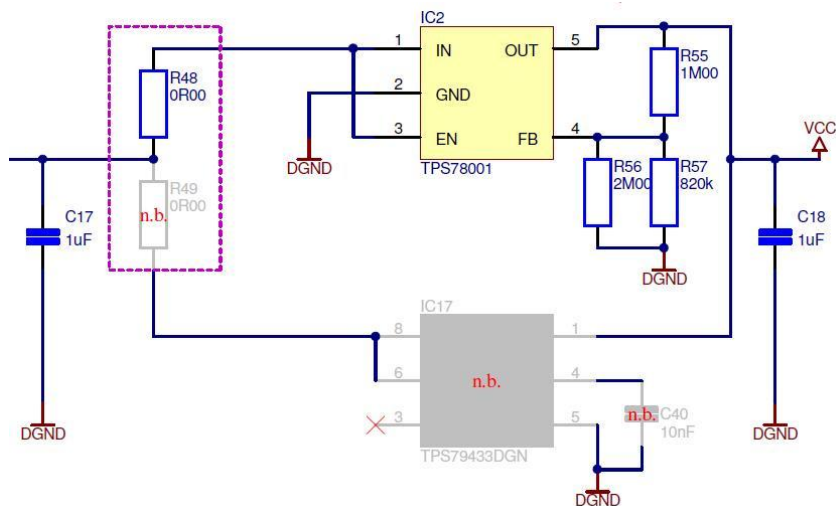 IC2
1
IN
OUT
5
2
GND
3
EN
FB
4
TPS78001
R48
0R00
R49
0R00
n.b.
DGND
R55
1M00
R56
2M00
R57
820k
DGND
VCC
C17
1uF
DGND
C18
1uF
DGND
IC17
8
6
3
n.b.
1
4
5
TPS79433DGN
n.b.
C40
10nF
DGND